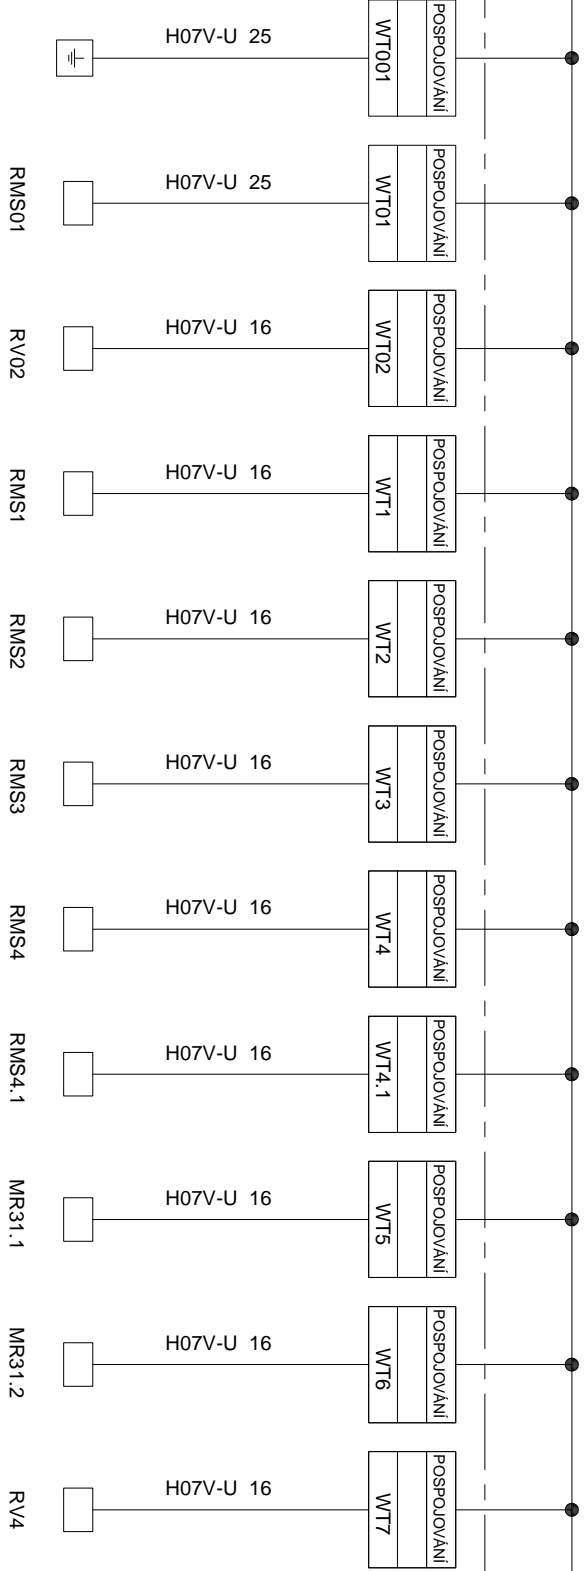 H07V-U 25
WT001
POSPOJOVÁNÍ
RMS01
H07V-U 25
WT01
POSPOJOVÁNÍ
RV02
H07V-U 16
WT02
POSPOJOVÁNÍ
RMS1
H07V-U 16
WT1
POSPOJOVÁNÍ
RMS2
H07V-U 16
WT2
POSPOJOVÁNÍ
RMS3
H07V-U 16
WT3
POSPOJOVÁNÍ
RMS4
H07V-U 16
WT4
POSPOJOVÁNÍ
RMS4.1
H07V-U 16
WT4.1
POSPOJOVÁNÍ
MR31.1
H07V-U 16
WT5
POSPOJOVÁNÍ
MR31.2
H07V-U 16
WT6
POSPOJOVÁNÍ
RV4
H07V-U 16
WT7
POSPOJOVÁNÍ